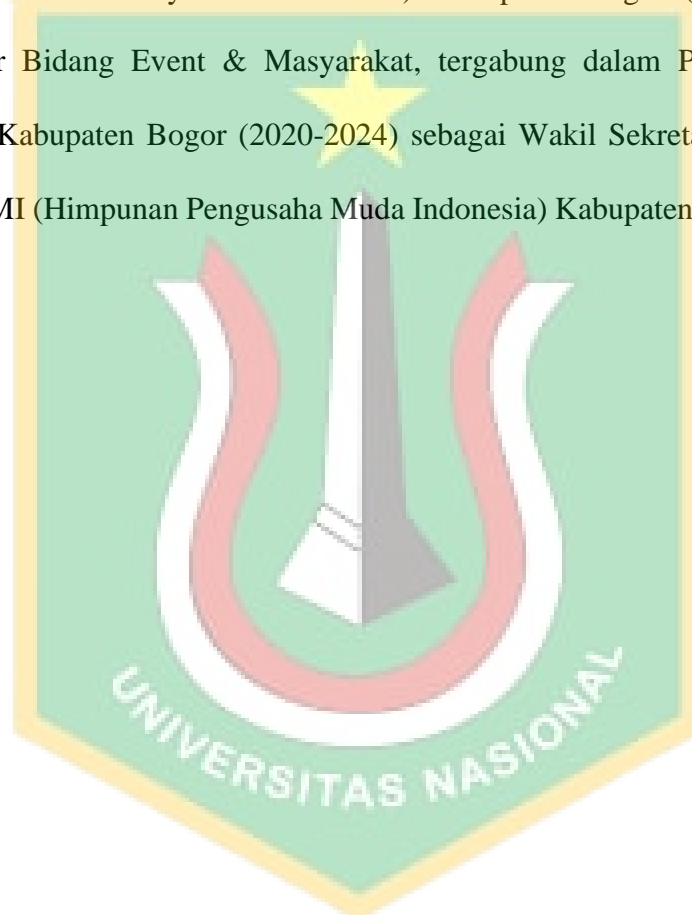 r Bidang Event & Masyarakat, tergabung dalam P
Kabupaten Bogor (2020-2024) sebagai Wakil Sekreta
MI (Himpunan Pengusaha Muda Indonesia) Kabupaten
UNIVERSITAS NASIONAL